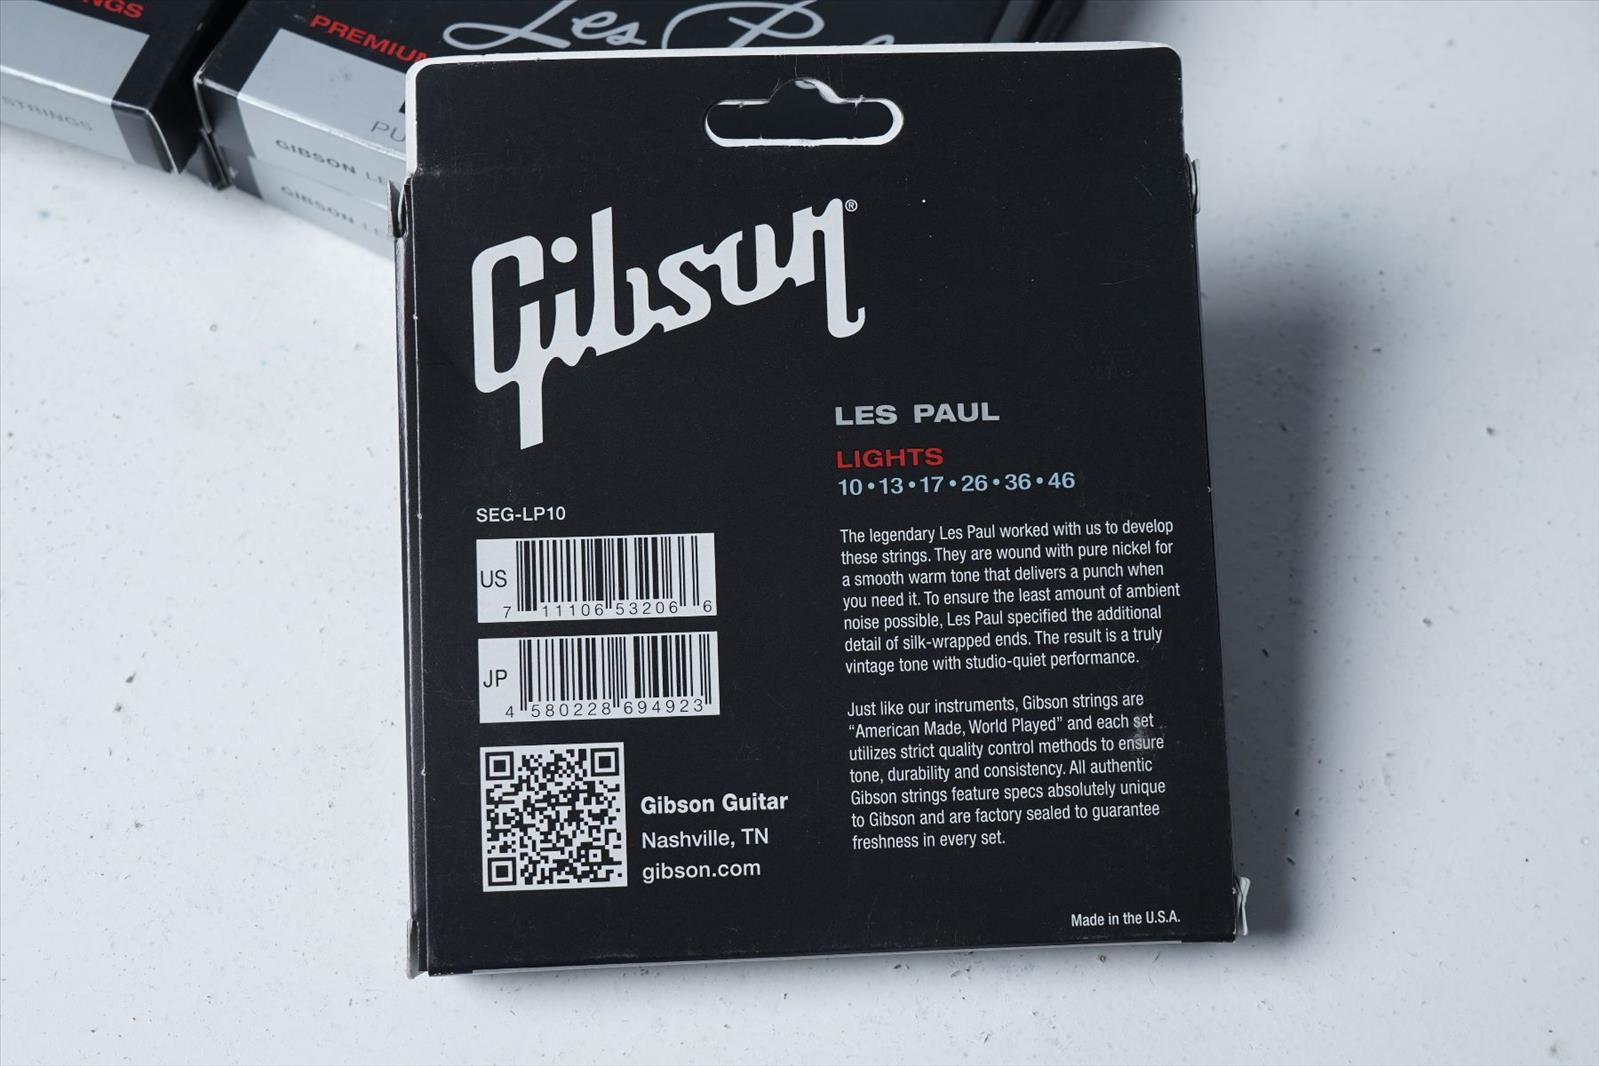 NGS
STRINGS
PREMIUM
Les Paul
PU
GIBSON LE
GIBSON LE
Gibson®
LES PAUL
LIGHTS
10•13•17•26•36•46
The legendary Les Paul worked with us to develop
these strings. They are wound with pure nickel for
a smooth warm tone that delivers a punch when
you need it. To ensure the least amount of ambient
noise possible, Les Paul specified the additional
detail of silk-wrapped ends. The result is a truly
vintage tone with studio-quiet performance.
Just like our instruments, Gibson strings are
“American Made, World Played” and each set
utilizes strict quality control methods to ensure
tone, durability and consistency. All authentic
Gibson strings feature specs absolutely unique
to Gibson and are factory sealed to guarantee
freshness in every set.
SEG-LP10
US
7 11106 53206 6
JP
4 580228 694923
Gibson Guitar
Nashville, TN
gibson.com
Made in the U.S.A.